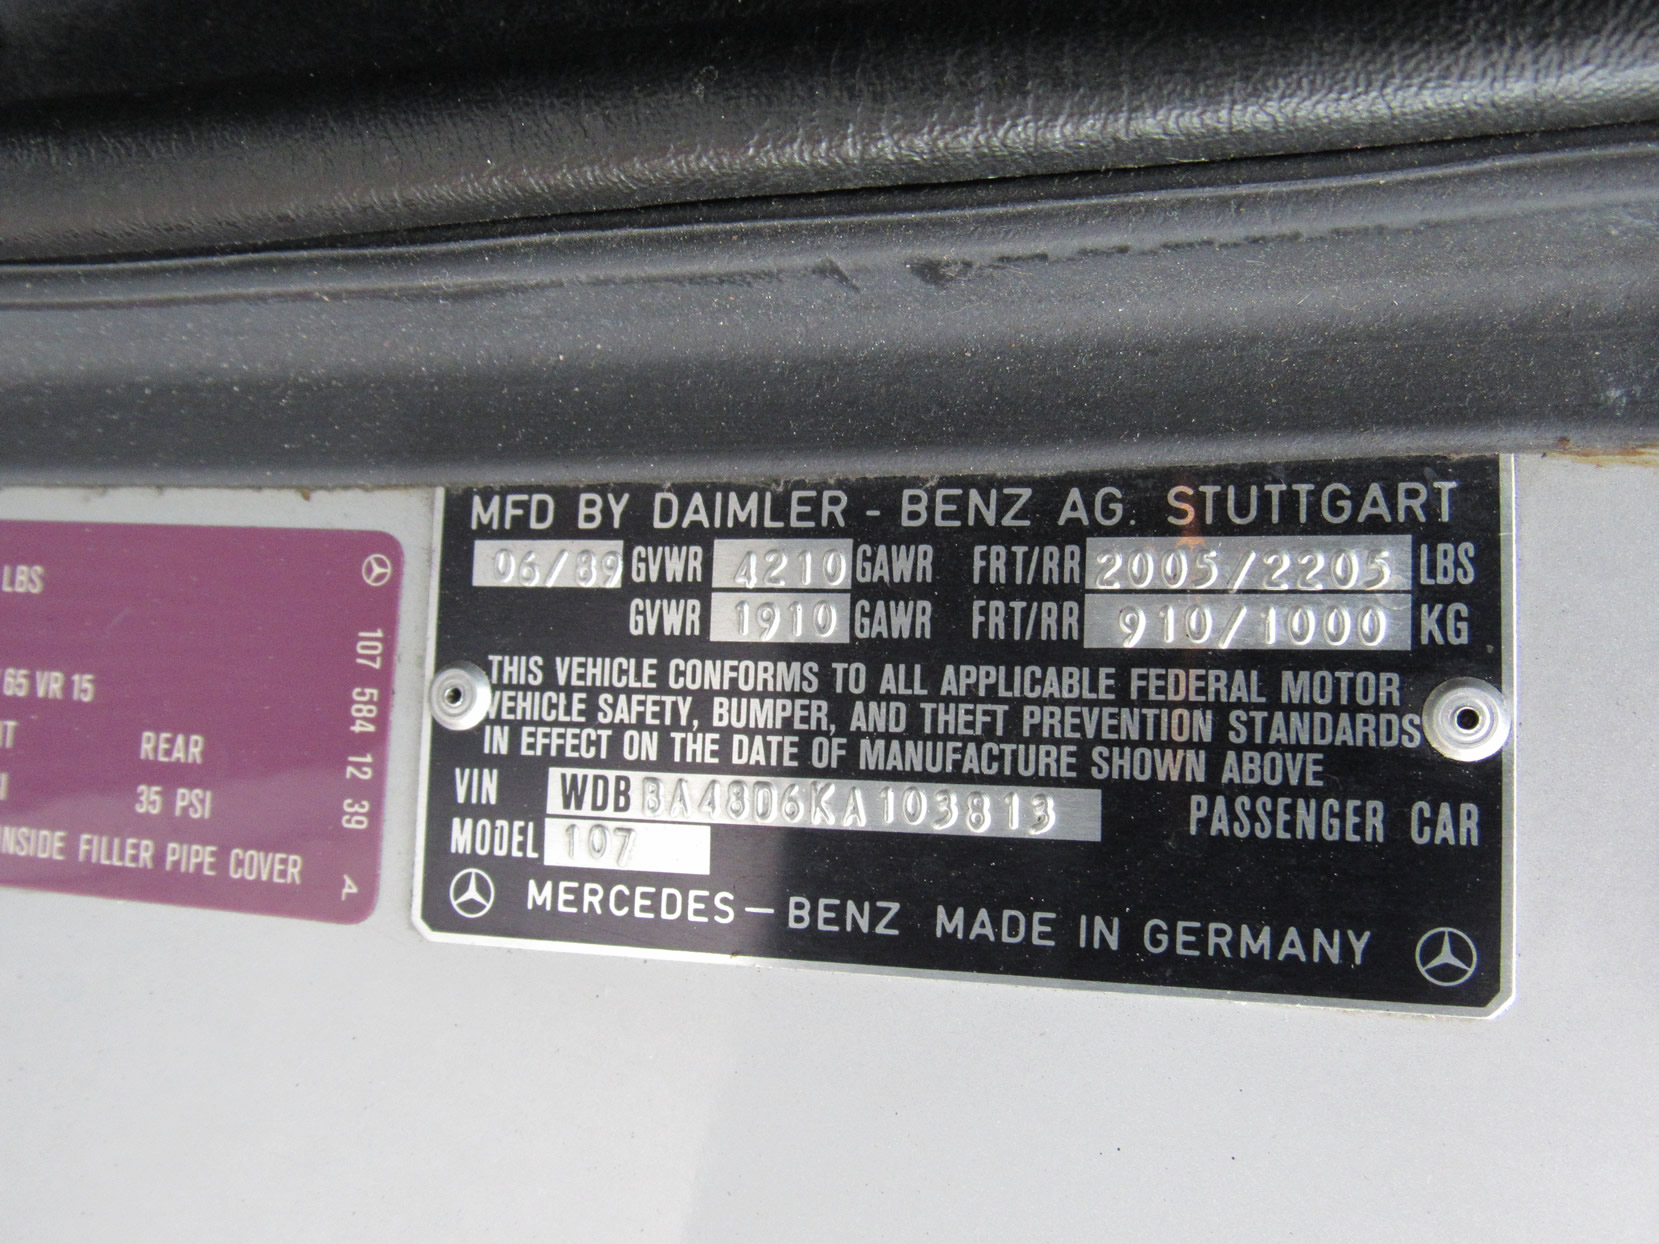 LBS
65 VR 15
REAR
35 PSI
FILLER PIPE COVER
107 584 12 39
A
MFD BY DAIMLER - BENZ AG. STUTTGART
06/89 GVWR 4210 GAWR FRT/RR 2005/2205 LBS
GVWR 1910 GAWR FRT/RR 910/1000 KG
THIS VEHICLE CONFORMS TO ALL APPLICABLE FEDERAL MOTOR
VEHICLE SAFETY, BUMPER, AND THEFT PREVENTION STANDARDS
IN EFFECT ON THE DATE OF MANUFACTURE SHOWN ABOVE
VIN WDBBA48D6KA103813 PASSENGER CAR
MODEL 107
MERCEDES - BENZ MADE IN GERMANY